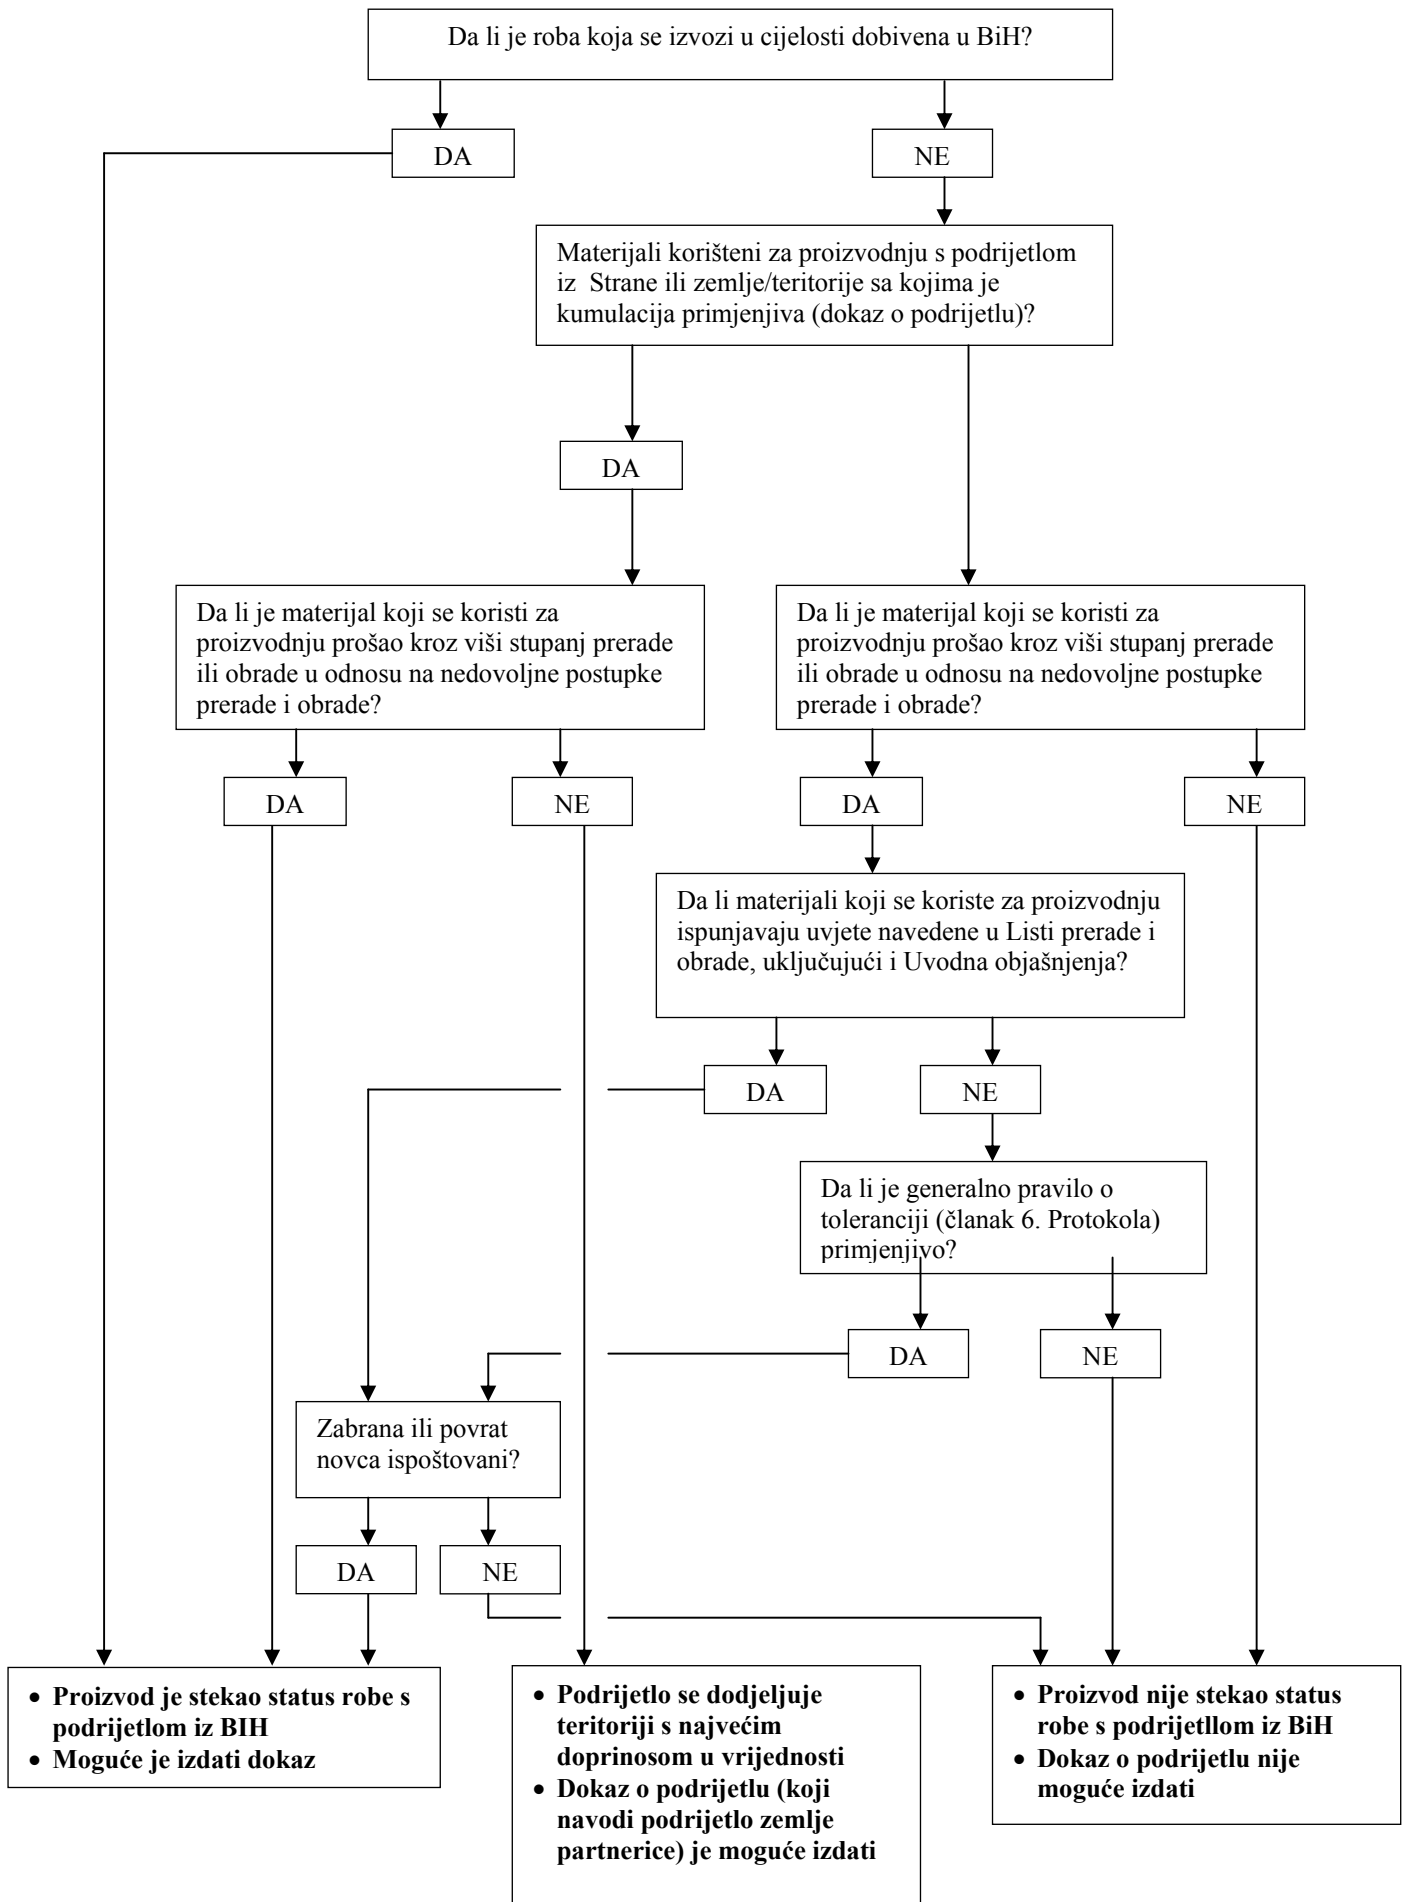 Da li je roba koja se izvozi u cijelosti dobivena u BiH?
DA
NE
Materijali korišteni za proizvodnju s podrijetlom
iz Strane ili zemlje/teritorije sa kojima je
kumulacija primjenjiva (dokaz o podrijetlu)?
DA
Da li je materijal koji se koristi za
proizvodnju prošao kroz viši stupanj prerade
ili obrade u odnosu na nedovoljne postupke
prerade i obrade?
Da li je materijal koji se koristi za
proizvodnju prošao kroz viši stupanj prerade
ili obrade u odnosu na nedovoljne postupke
prerade i obrade?
DA
NE
DA
NE
Da li materijali koji se koriste za proizvodnju
ispunjavaju uvjete navedene u Listi prerade i
obrade, uključujući i Uvodna objašnjenja?
DA
NE
Da li je generalno pravilo o
toleranciji (članak 6. Protokola)
primjenjivo?
DA
NE
Zabrana ili povrat
novca ispoštovani?
DA
NE
• Proizvod je stekao status robe s
podrijetlom iz BIH
• Moguće je izdati dokaz
• Podrijetlo se dodjeljuje
teritoriji s najvećim
doprinosom u vrijednosti
• Dokaz o podrijetlu (koji
navodi podrijetlo zemlje
partnerice) je moguće izdati
• Proizvod nije stekao status
robe s podrijetllom iz BiH
• Dokaz o podrijetlu nije
moguće izdati